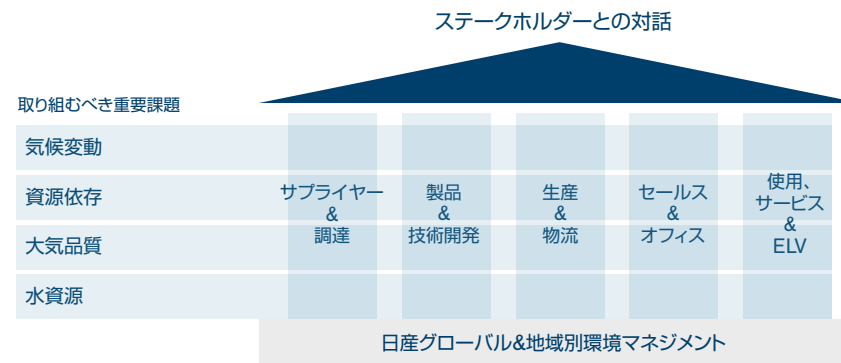 ステークホルダーとの対話
取り組むべき重要課題
気候変動
資源依存
大気品質
水資源
サプライヤー
&
調達
製品
&
技術開発
生産
&
物流
セールス
&
オフィス
使用、
サービス
&
ELV
日産グローバル&地域別環境マネジメント